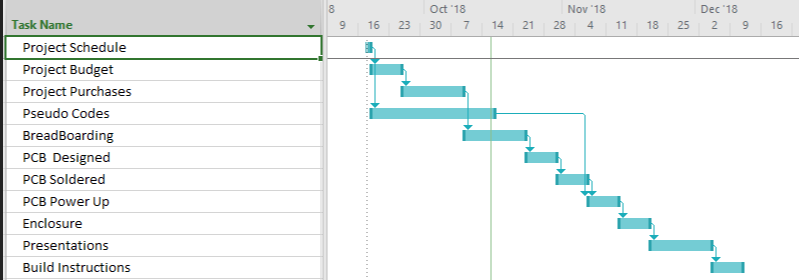 8 Oct '18 Nov '18 Dec '18
Task Name 9 16 23 30 7 14 21 28 4 11 18 25 2 9 16
Project Schedule
Project Budget
Project Purchases
Pseudo Codes
BreadBoarding
PCB Designed
PCB Soldered
PCB Power Up
Enclosure
Presentations
Build Instructions